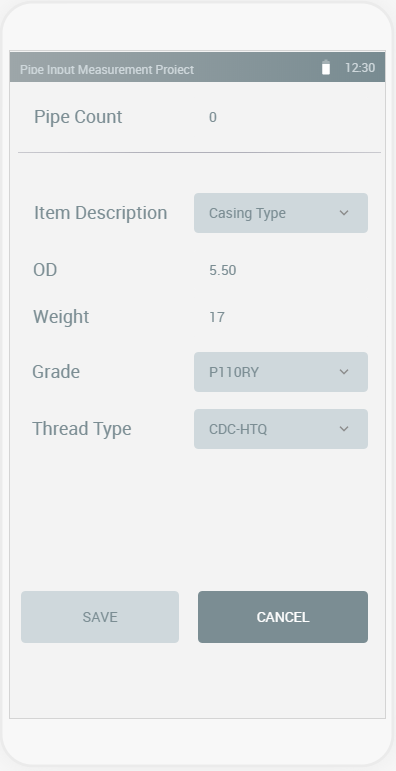 Pipe Input Measurement Project 12:30
Pipe Count 0
Item Description Casing Type
OD 5.50
Weight 17
Grade P110RY
Thread Type CDC-HTQ
SAVE CANCEL